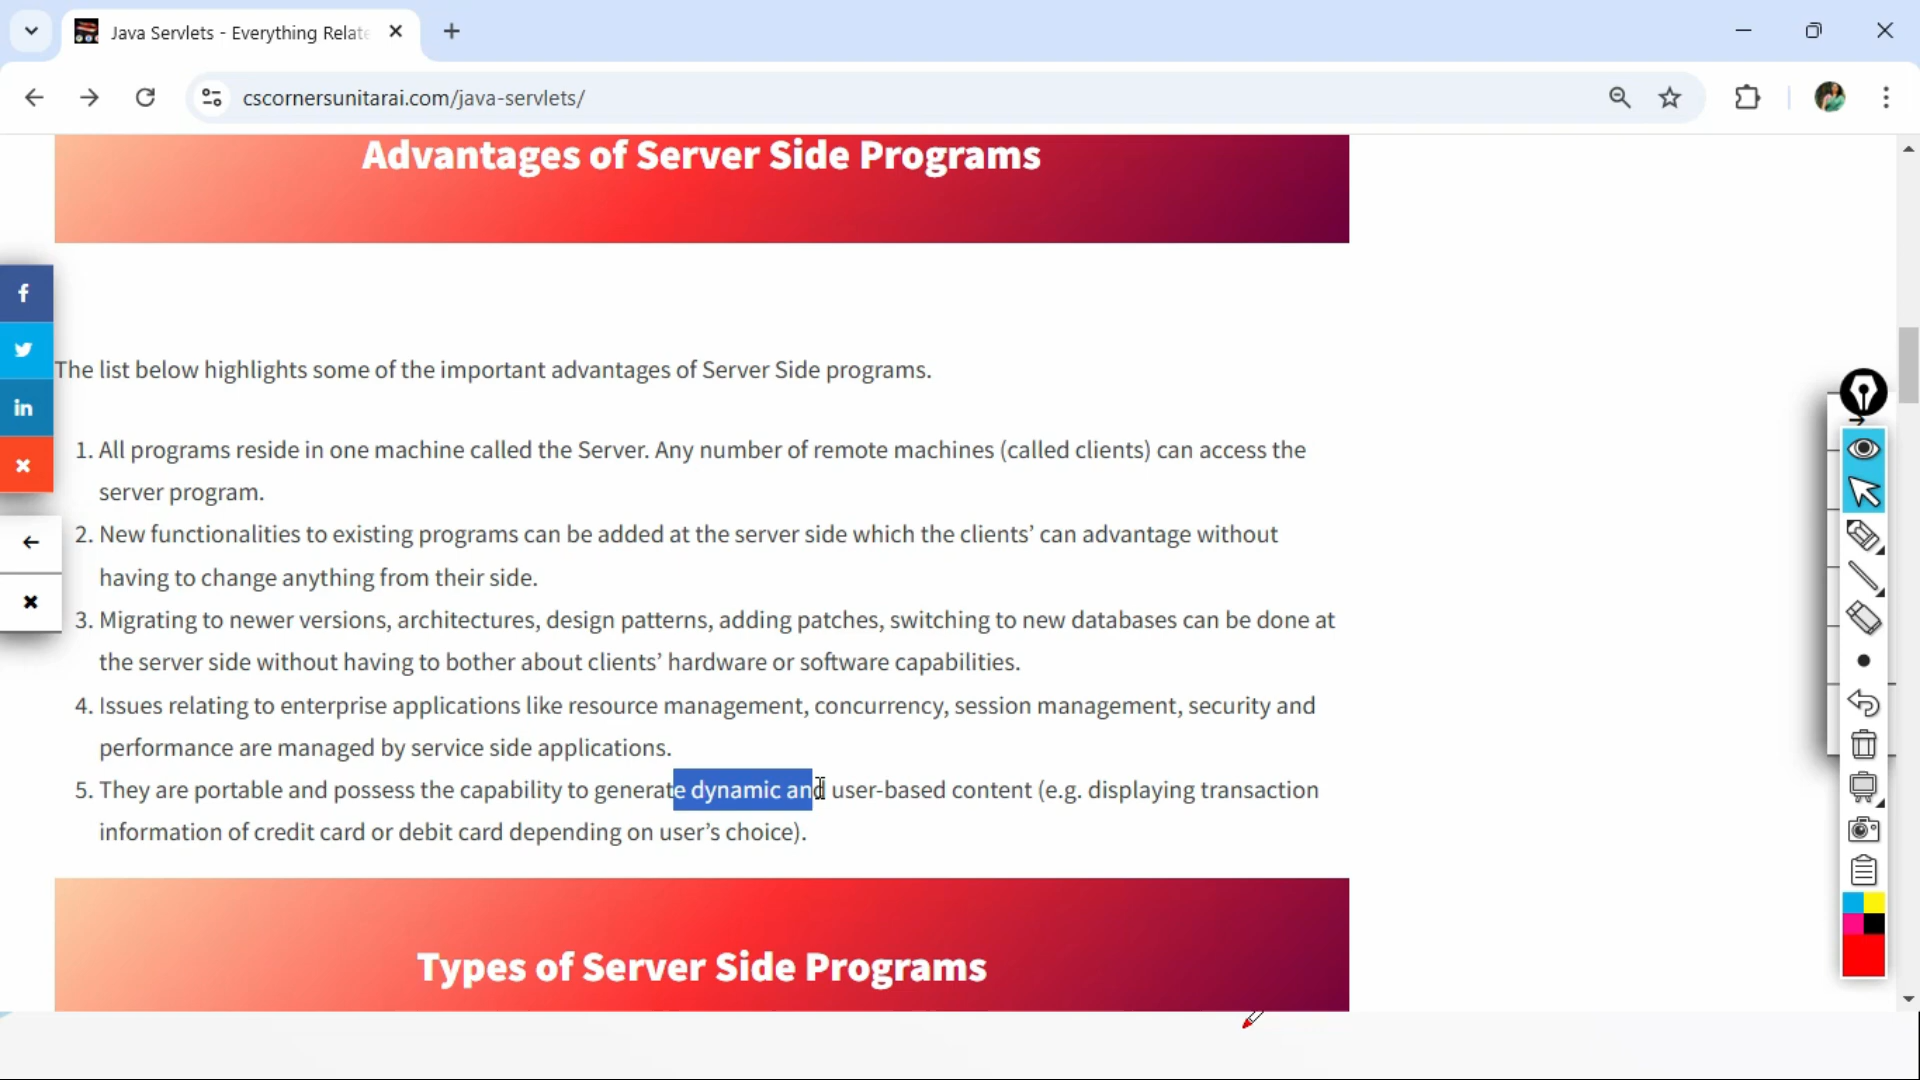 Java Servlets - Everything Relate
cscornersunitarai.com/java-servlets/
Advantages of Server Side Programs
The list below highlights some of the important advantages of Server Side programs.
1. All programs reside in one machine called the Server. Any number of remote machines (called clients) can access the
server program.
2. New functionalities to existing programs can be added at the server side which the clients’ can advantage without
having to change anything from their side.
3. Migrating to newer versions, architectures, design patterns, adding patches, switching to new databases can be done at
the server side without having to bother about clients’ hardware or software capabilities.
4. Issues relating to enterprise applications like resource management, concurrency, session management, security and
performance are managed by service side applications.
5. They are portable and possess the capability to generate dynamic and user-based content (e.g. displaying transaction
information of credit card or debit card depending on user’s choice).
Types of Server Side Programs